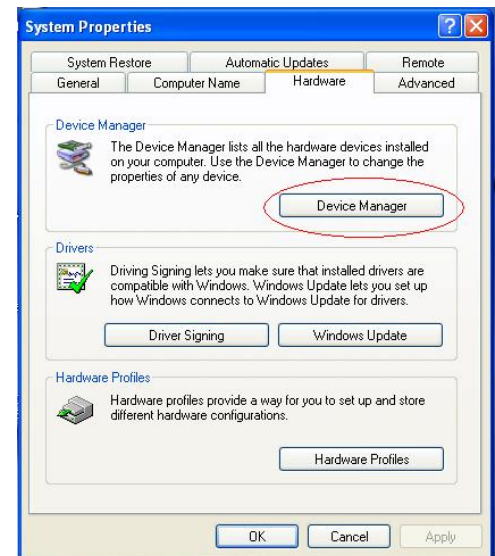 System Properties
System Restore Automatic Updates Remote
General Computer Name Hardware Advanced
Device Manager
The Device Manager lists all the hardware devices installed
on your computer. Use the Device Manager to change the
properties of any device.
Device Manager
Drivers
Driving Signing lets you make sure that installed drivers are
compatible with Windows. Windows Update lets you set up
how Windows connects to Windows Update for drivers.
Driver Signing Windows Update
Hardware Profiles
Hardware profiles provide a way for you to set up and store
different hardware configurations.
Hardware Profiles
OK Cancel Apply